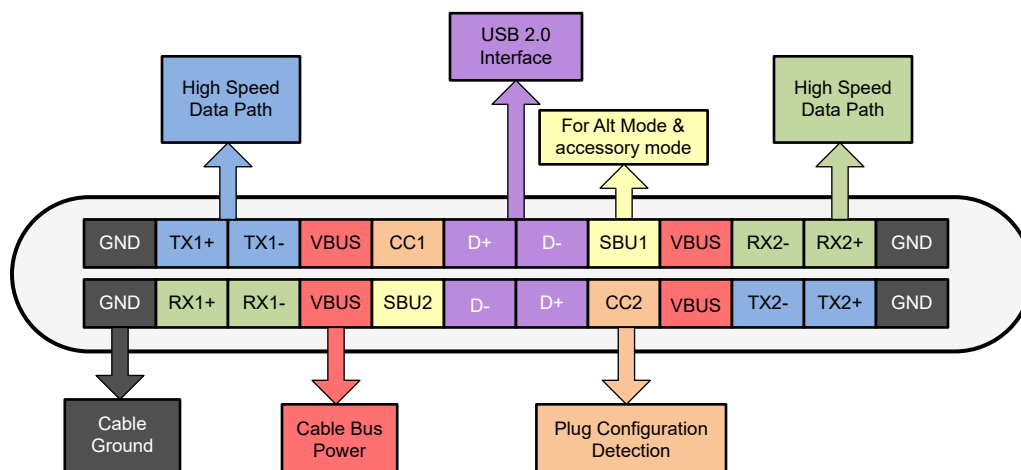 USB 2.0
Interface
High Speed
Data Path
High Speed
Data Path
For Alt Mode &
accessory mode
GND TX1+ TX1- VBUS CC1 D+ D- SBU1 VBUS RX2- RX2+ GND
GND RX1+ RX1- VBUS SBU2 D- D+ CC2 VBUS TX2- TX2+ GND
Cable
Ground
Cable Bus
Power
Plug Configuration
Detection